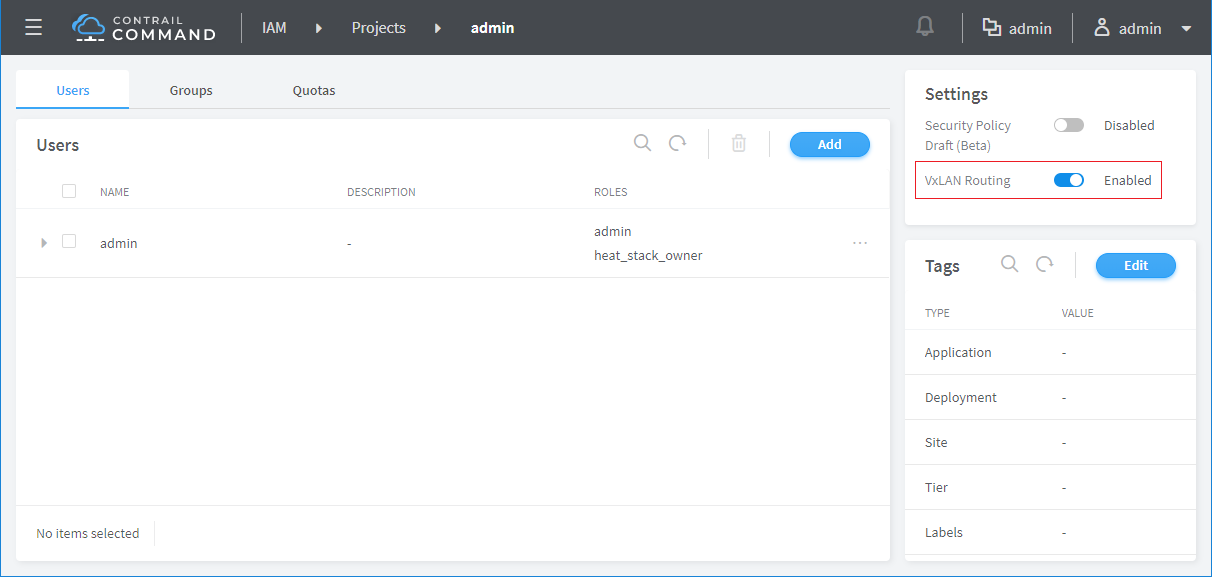 CONTRAIL
COMMAND
IAM Projects admin
admin
admin
Users Groups Quotas
Users
Add
NAME DESCRIPTION ROLES
admin - admin
heat_stack_owner
...
No items selected
Settings
Security Policy
Draft (Beta)
Disabled
VxLAN Routing Enabled
Tags
Edit
TYPE VALUE
Application -
Deployment -
Site -
Tier -
Labels -